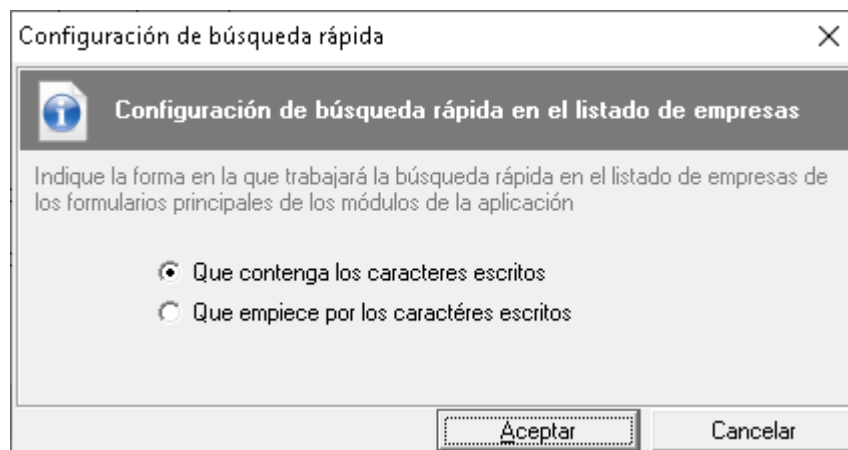 Configuración de búsqueda rápida
Configuración de búsqueda rápida en el listado de empresas
Indique la forma en la que trabajará la búsqueda rápida en el listado de empresas de
los formularios principales de los módulos de la aplicación
Que contenga los caracteres escritos
Que empiece por los caractéres escritos
Aceptar
Cancelar